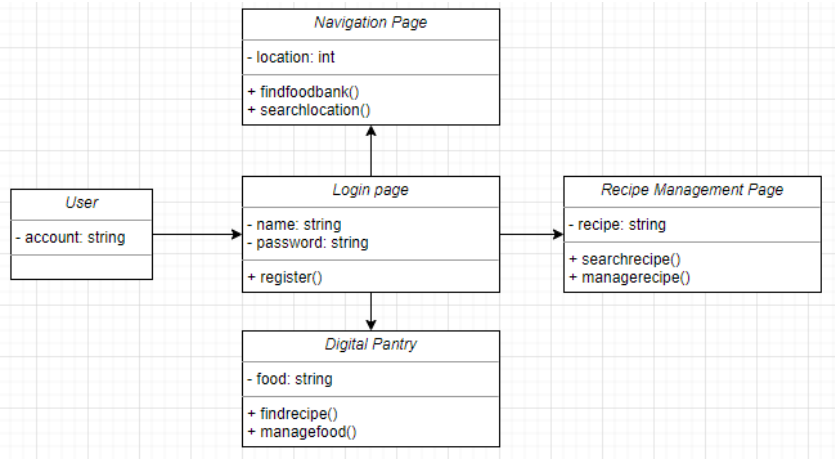 Navigation Page
- location: int
+ findfoodbank()
+ searchlocation()
User
- account: string
Login page
- name: string
- password: string
+ register()
Recipe Management Page
- recipe: string
+ searchrecipe()
+ managerecipe()
Digital Pantry
- food: string
+ findrecipe()
+ managefood()